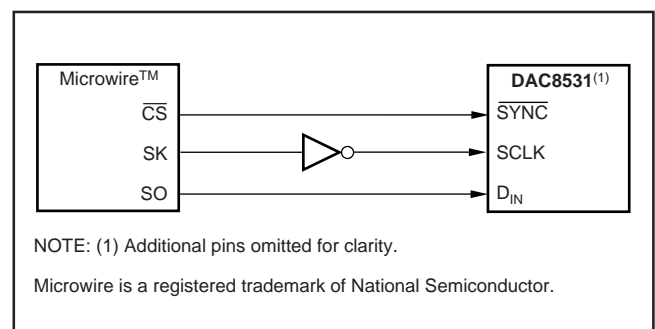 Microwire™ DAC8531(1)
CS SYNC
SK SCLK
SO DIN
NOTE: (1) Additional pins omitted for clarity.
Microwire is a registered trademark of National Semiconductor.